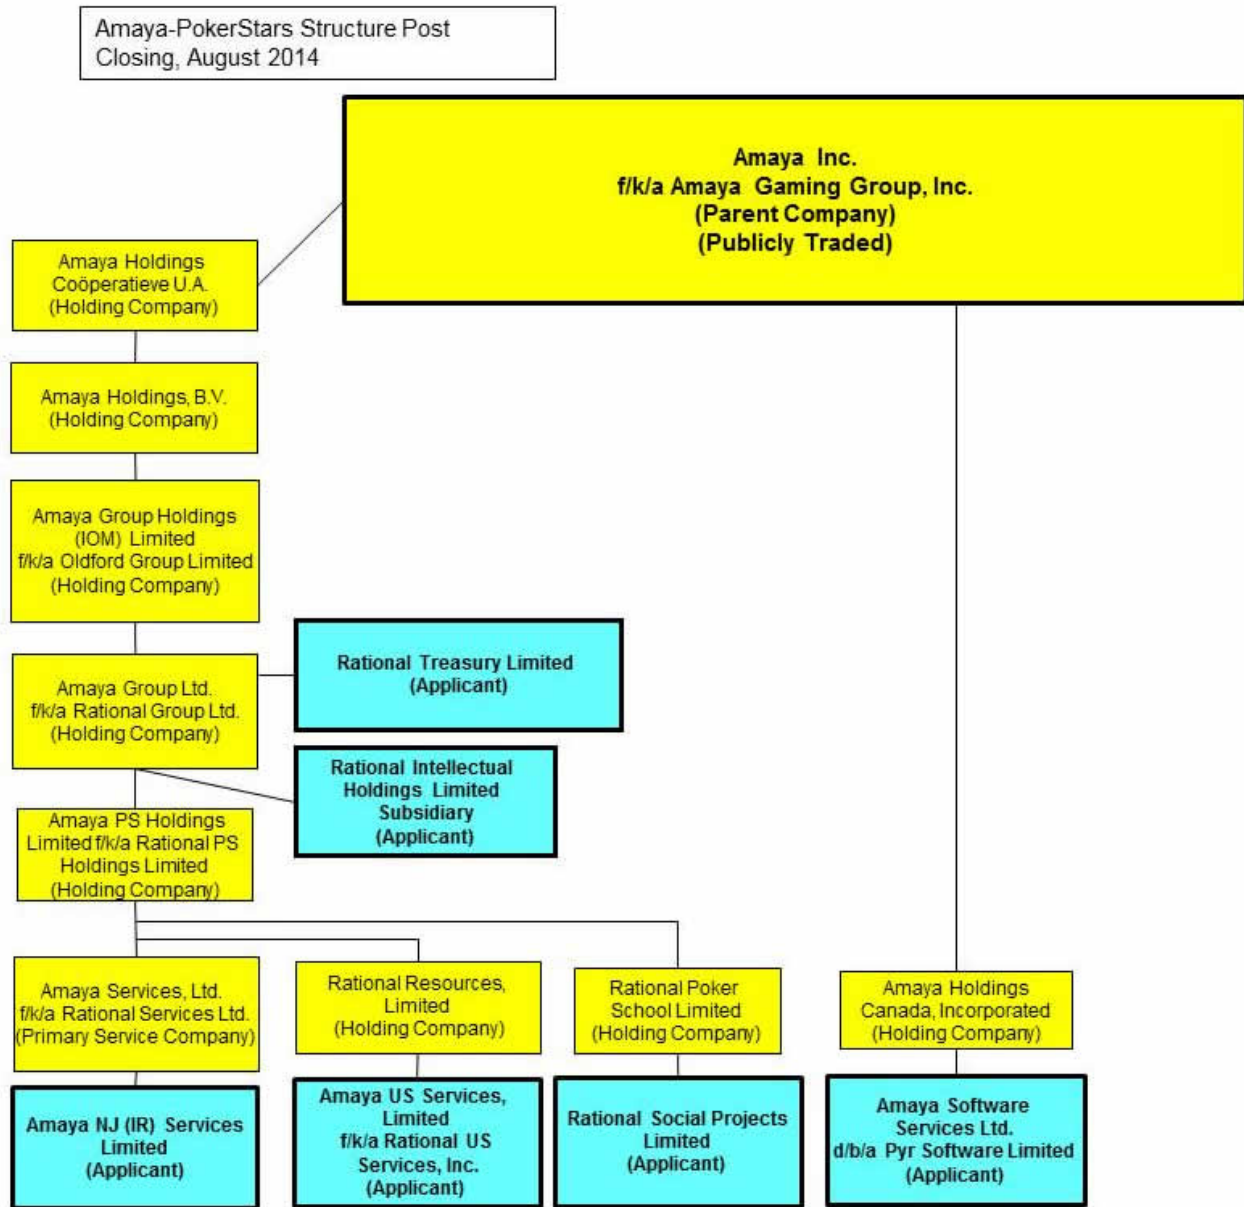 Amaya-PokerStars Structure Post
Closing, August 2014
Amaya Inc.
f/k/a Amaya Gaming Group, Inc.
(Parent Company)
(Publicly Traded)
Amaya Holdings
Coöperatieve U.A.
(Holding Company)
Amaya Holdings, B.V.
(Holding Company)
Amaya Group Holdings
(IOM) Limited
f/k/a Oldford Group Limited
(Holding Company)
Amaya Group Ltd.
f/k/a Rational Group Ltd.
(Holding Company)
Rational Treasury Limited
(Applicant)
Rational Intellectual
Holdings Limited
Subsidiary
(Applicant)
Amaya PS Holdings
Limited f/k/a Rational PS
Holdings Limited
(Holding Company)
Amaya Services, Ltd.
f/k/a Rational Services Ltd.
(Primary Service Company)
Rational Resources,
Limited
(Holding Company)
Rational Poker
School Limited
(Holding Company)
Amaya Holdings
Canada, Incorporated
(Holding Company)
Amaya NJ (IR) Services
Limited
(Applicant)
Amaya US Services,
Limited
f/k/a Rational US
Services, Inc.
(Applicant)
Rational Social Projects
Limited
(Applicant)
Amaya Software
Services Ltd.
d/b/a Pyr Software Limited
(Applicant)